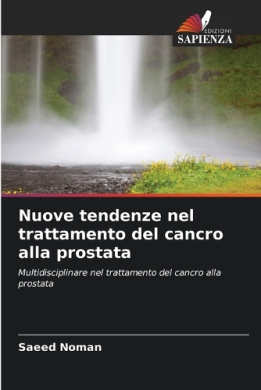 EDIZIONI
SAPIENZA
Nuove tendenze nel
trattamento del cancro
alla prostata
Multidisciplinare nel trattamento del cancro alla
prostata
Saeed Noman